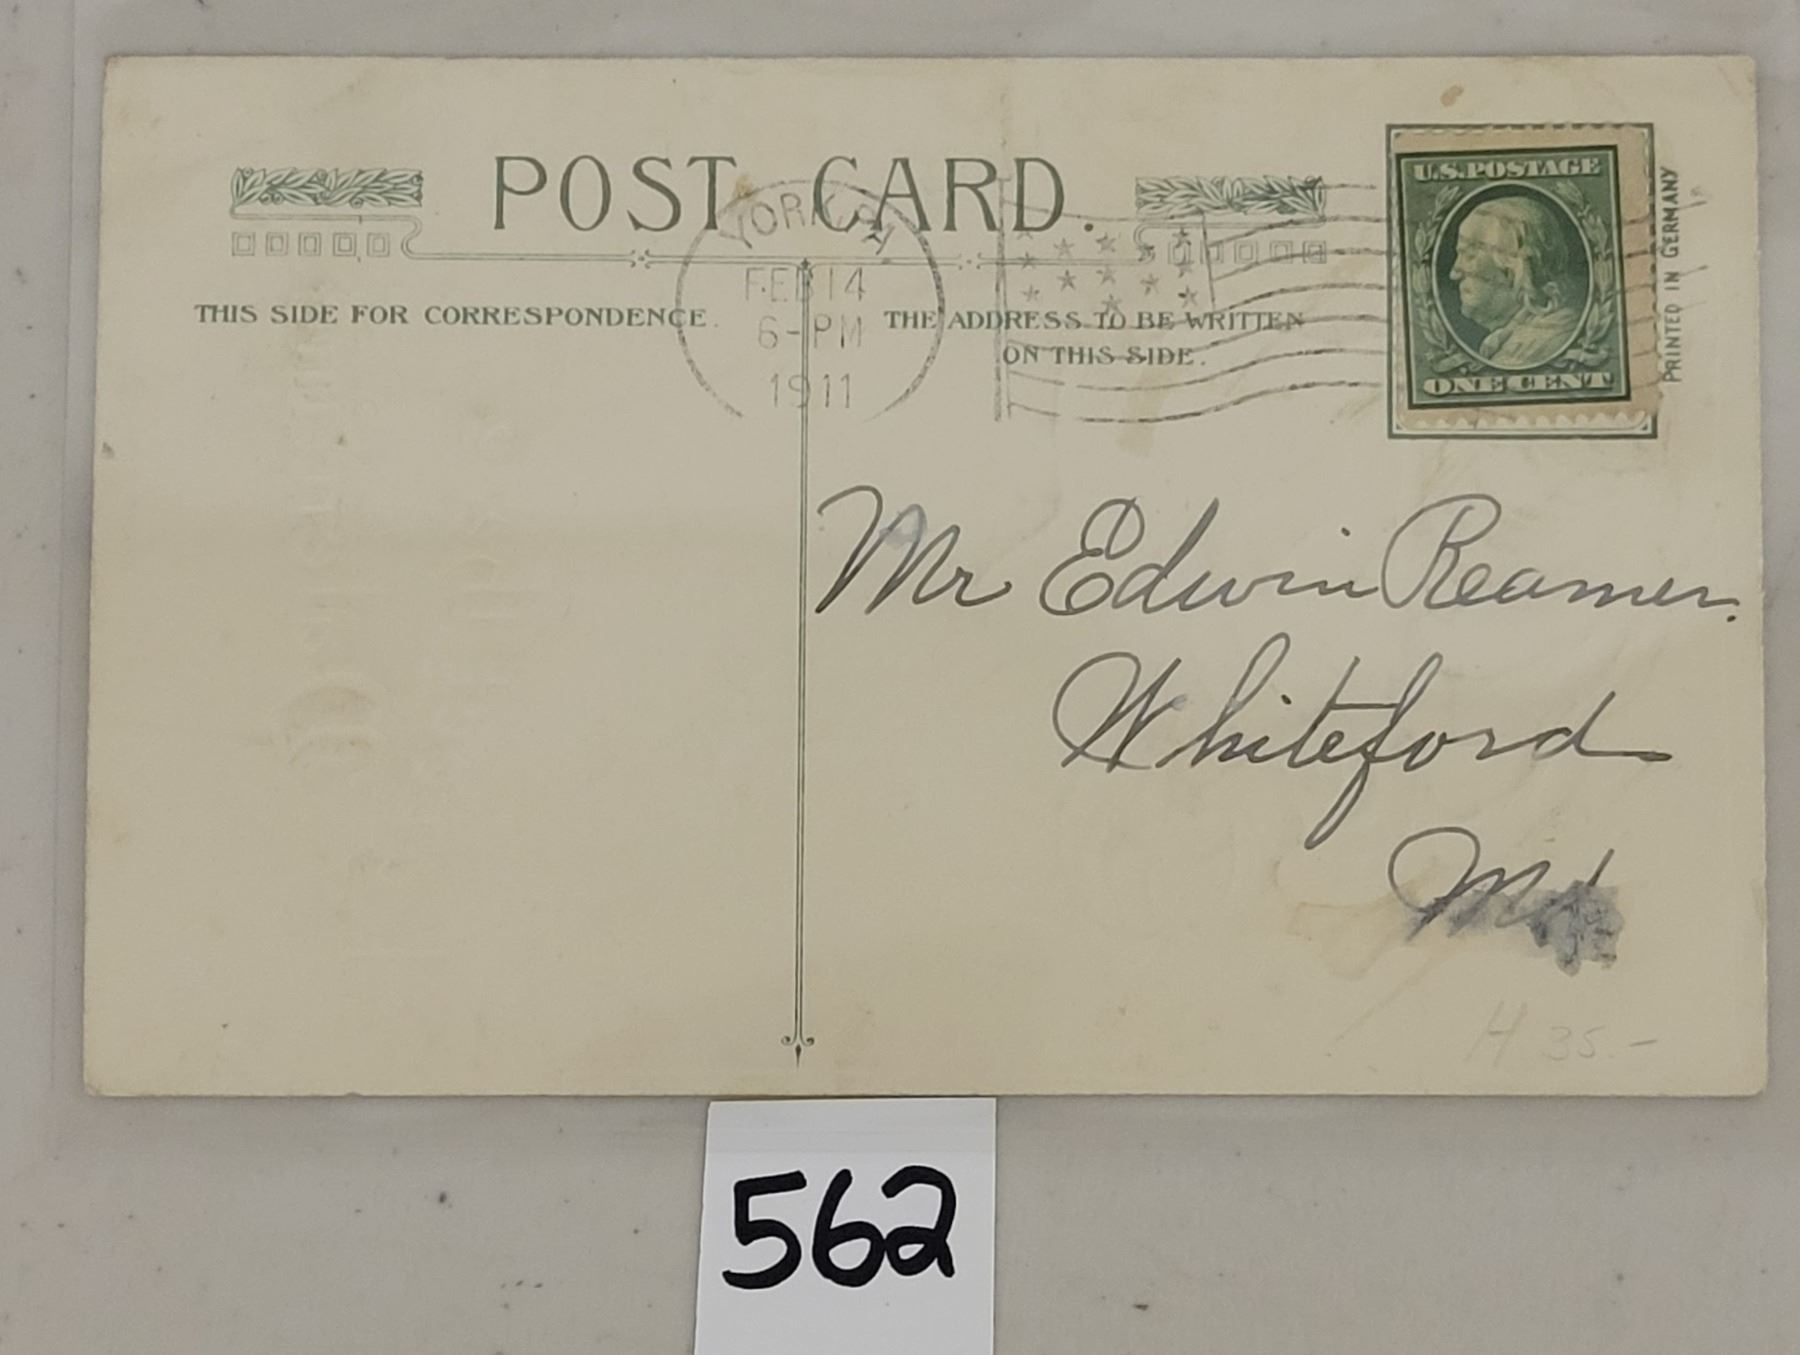 POST CARD.
YORK, PA.
FEB 14
6-PM
1911
THIS SIDE FOR CORRESPONDENCE.
THE ADDRESS TO BE WRITTEN
ON THIS SIDE.
U.S. POSTAGE
ONE CENT
PRINTED IN GERMANY
Mr Edwin Reamer.
Whiteford
Md
H 35.-
562